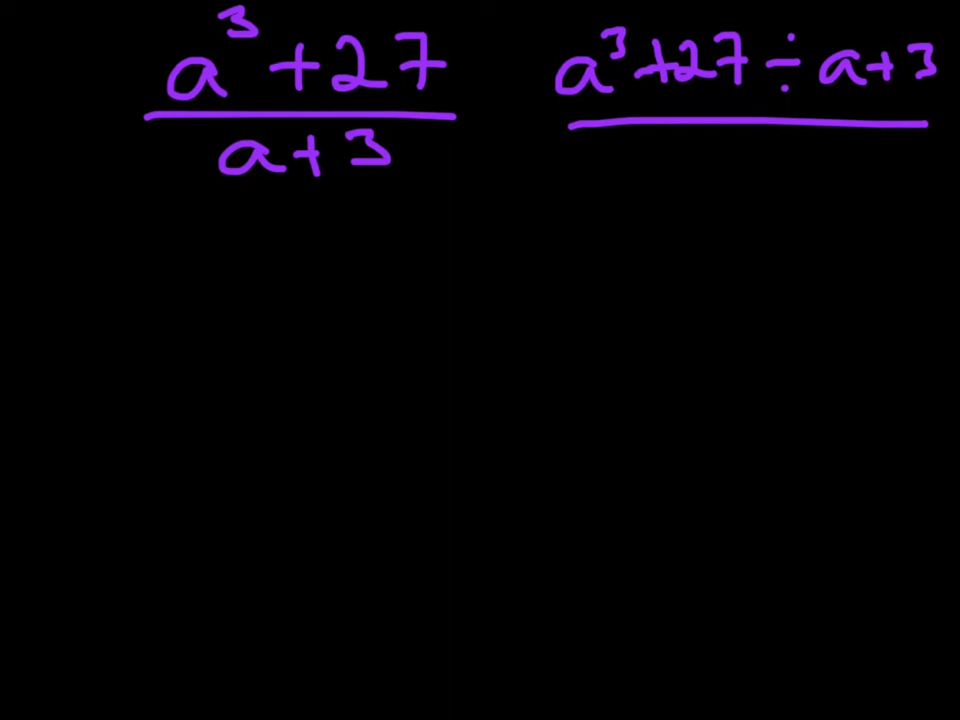 a³ + 27
a + 3
a³ + 27 ÷ a + 3